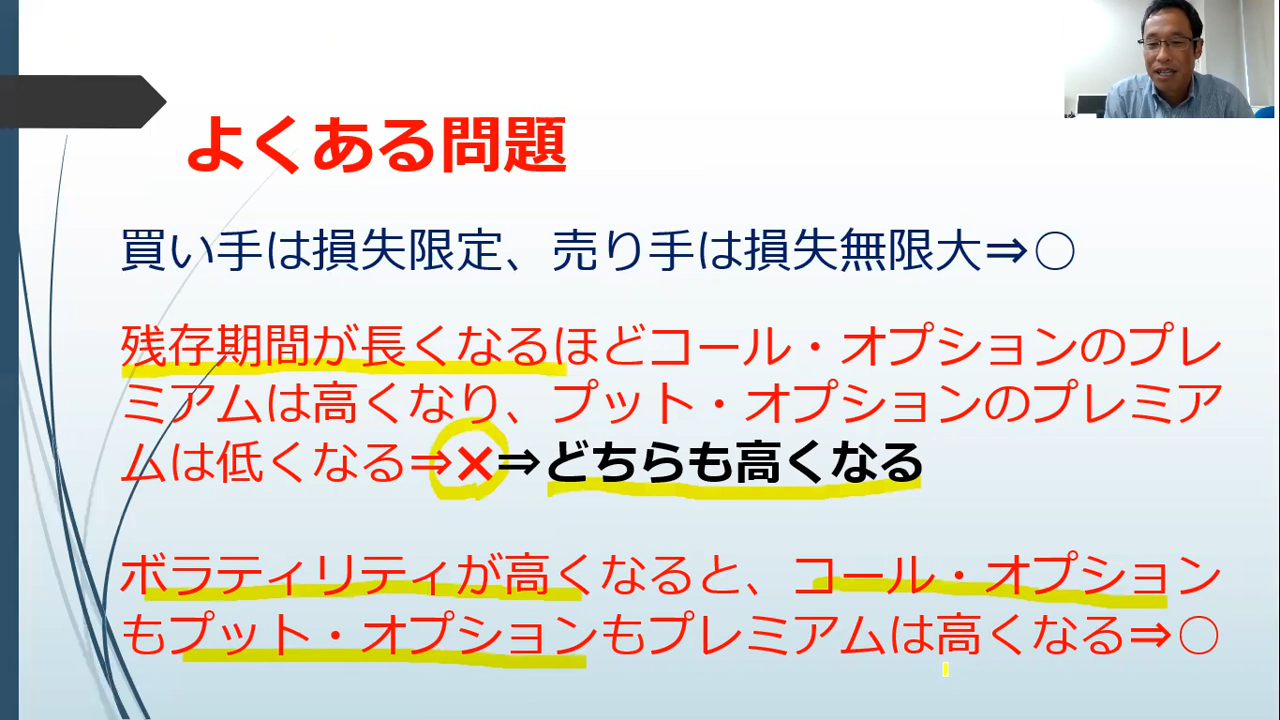 よくある問題
買い手は損失限定、売り手は損失無限大⇒○
残存期間が長くなるほどコール・オプションのプレ
ミアムは高くなり、プット・オプションのプレミア
ムは低くなる⇒×⇒どちらも高くなる
ボラティリティが高くなると、コール・オプション
もプット・オプションもプレミアムは高くなる⇒○